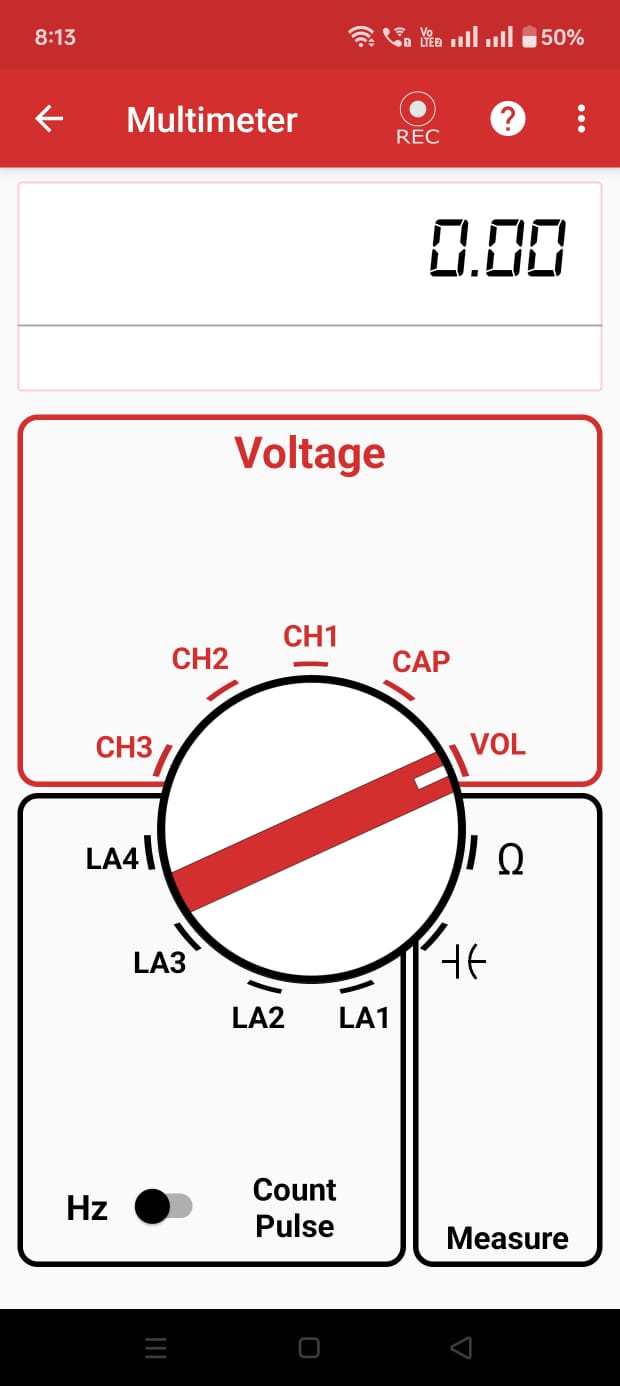 8:13 Vo LTE2 50%
Multimeter REC ?
0.00
Voltage
CH1
CH2 CAP
CH3 VOL
LA4 Ω
LA3
LA2 LA1
Hz Count
Pulse
Measure